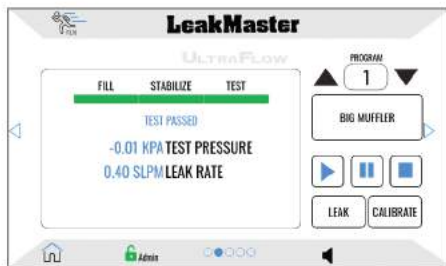 LeakMaster
ULTRAFLOW
PROGRAM
1
FILL STABILIZE TEST
TEST PASSED
-0.01 KPA TEST PRESSURE
0.40 SLPM LEAK RATE
BIG MUFFLER
LEAK CALIBRATE
Admin